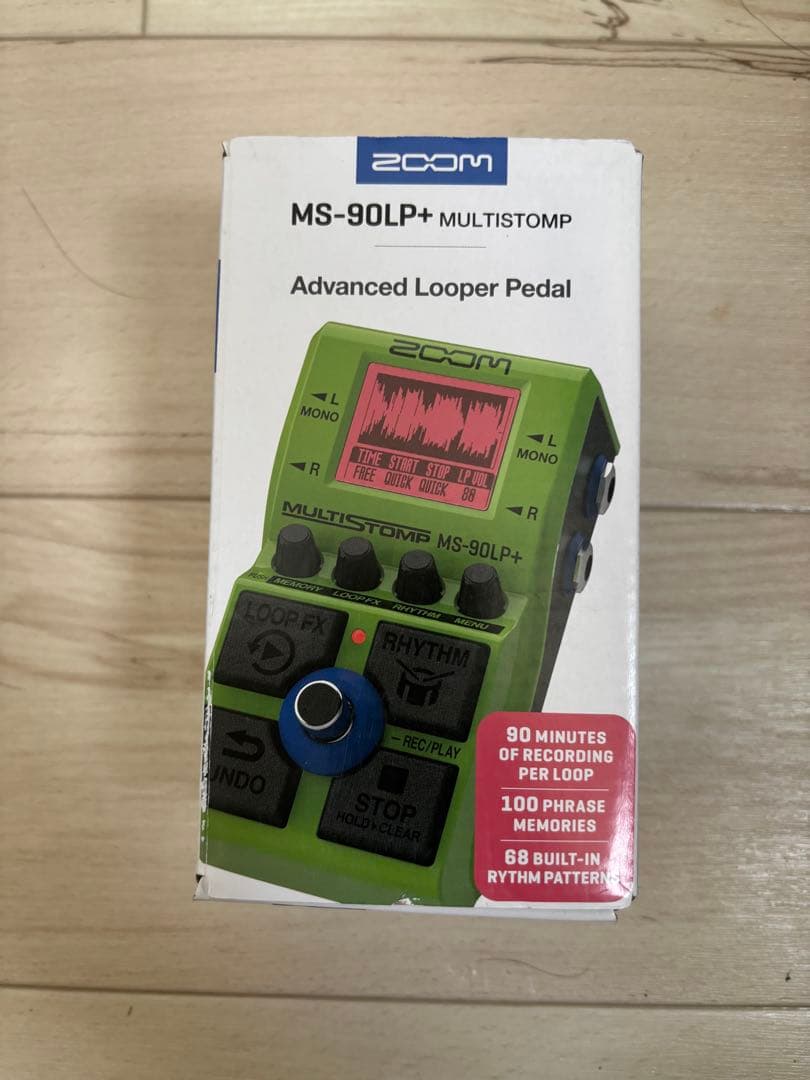 ZOOM
MS-90LP+ MULTISTOMP
Advanced Looper Pedal
ZOOM
L
MONO
R
L
MONO
R
TIME START STOP LP VOL
FREE QUICK QUICK 80
MULTISTOMP MS-90LP+
PUSH MEMORY LOOP FX RHYTHM MENU
LOOP FX
RHYTHM
REC/PLAY
UNDO
STOP
HOLD CLEAR
90 MINUTES
OF RECORDING
PER LOOP
100 PHRASE
MEMORIES
68 BUILT-IN
RYTHM PATTERNS